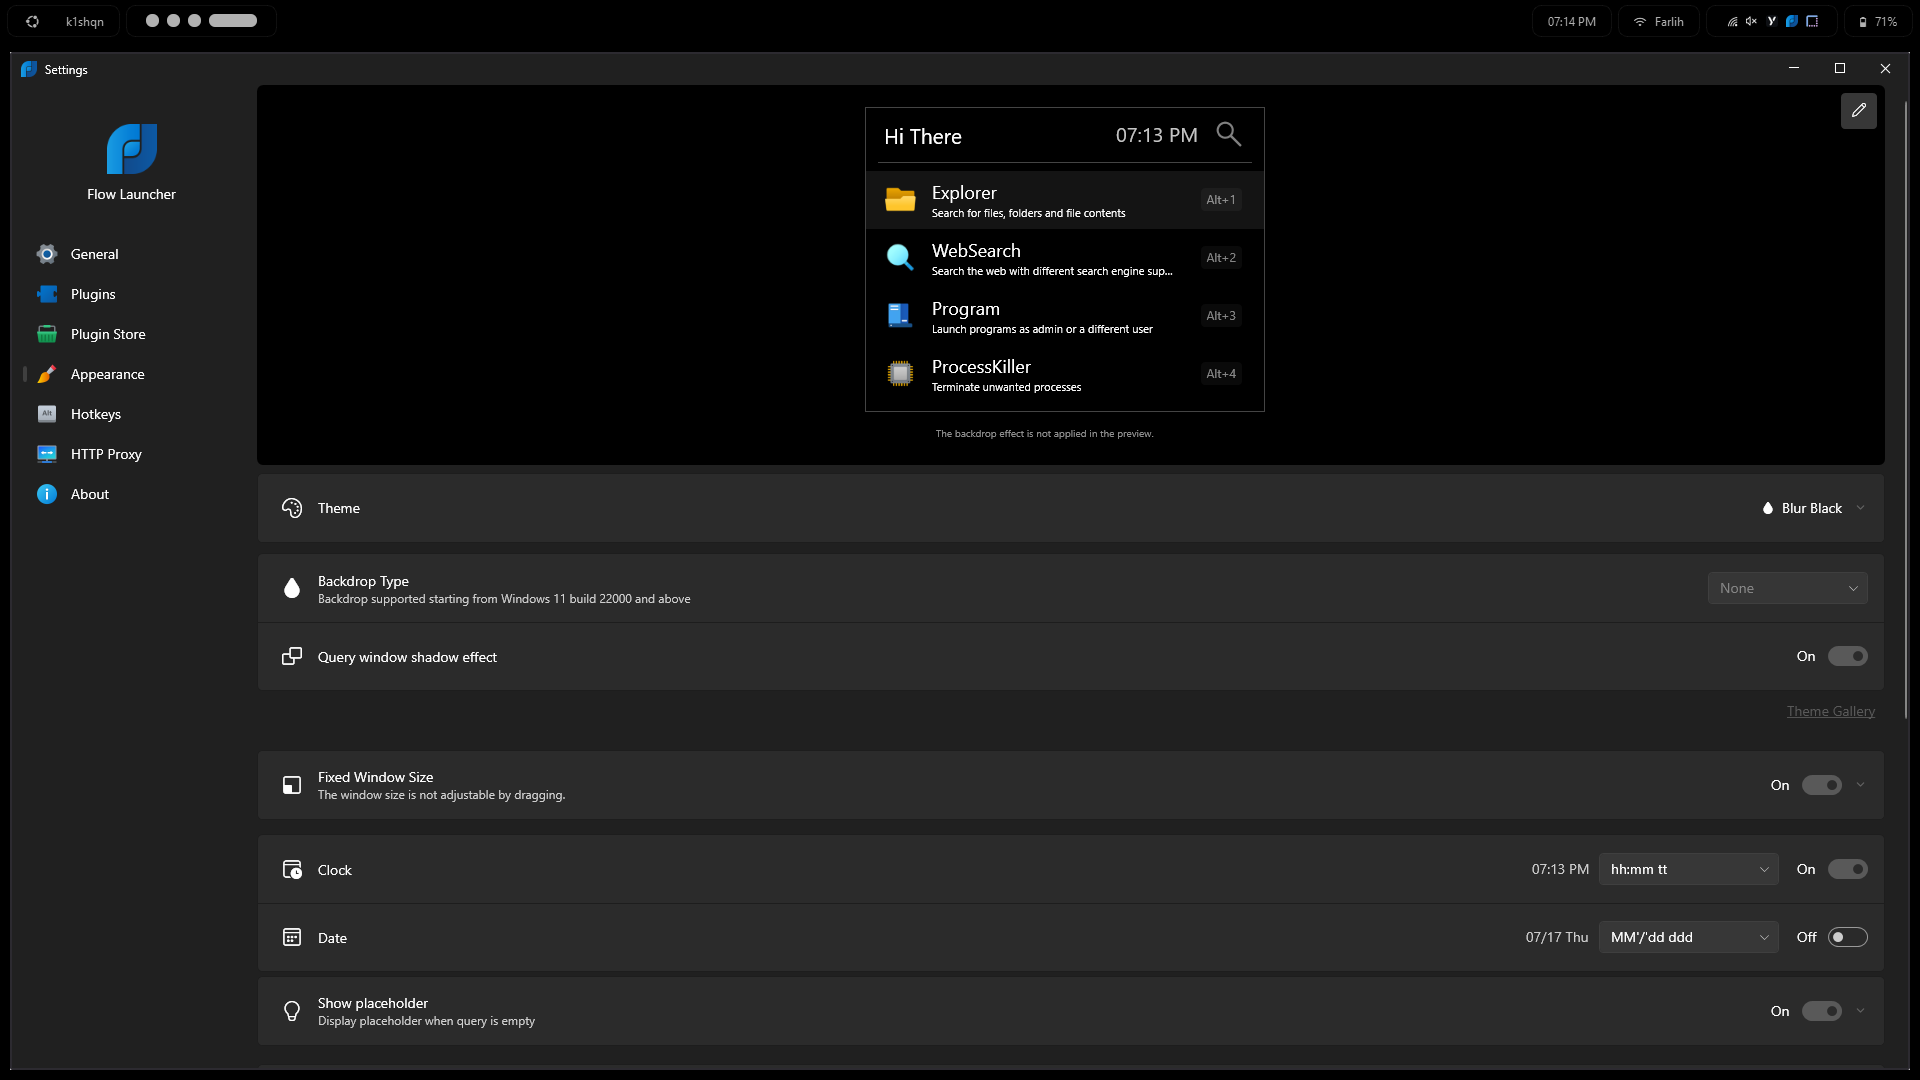 k1shqn
07:14 PM
Farlih
71%
Settings
Flow Launcher
General
Plugins
Plugin Store
Appearance
Alt
Hotkeys
HTTP Proxy
About
Hi There
07:13 PM
Explorer
Search for files, folders and file contents
Alt+1
WebSearch
Search the web with different search engine sup...
Alt+2
Program
Launch programs as admin or a different user
Alt+3
ProcessKiller
Terminate unwanted processes
Alt+4
The backdrop effect is not applied in the preview.
Theme
Blur Black
Backdrop Type
Backdrop supported starting from Windows 11 build 22000 and above
None
Query window shadow effect
On
Theme Gallery
Fixed Window Size
The window size is not adjustable by dragging.
On
Clock
07:13 PM
hh:mm tt
On
Date
07/17 Thu
MM'/'dd ddd
Off
Show placeholder
Display placeholder when query is empty
On